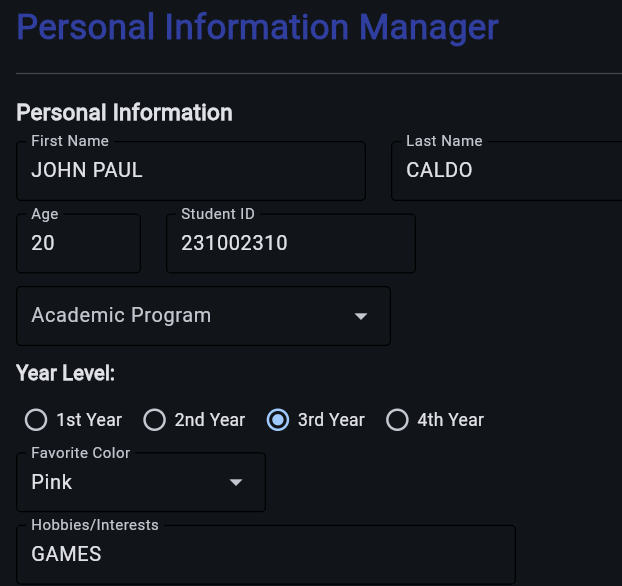 Personal Information Manager
Personal Information
First Name Last Name
JOHN PAUL CALDO
Age Student ID
20 231002310
Academic Program
Year Level:
1st Year 2nd Year 3rd Year 4th Year
Favorite Color
Pink
Hobbies/Interests
GAMES